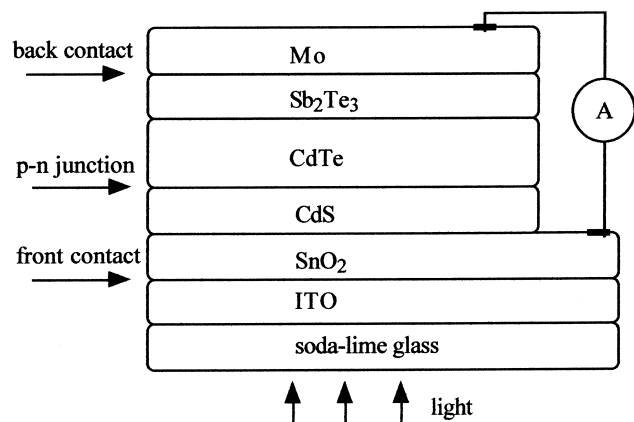 back contact
Mo
Sb₂Te₃
A
p-n junction
CdTe
CdS
front contact
SnO₂
ITO
soda-lime glass
light